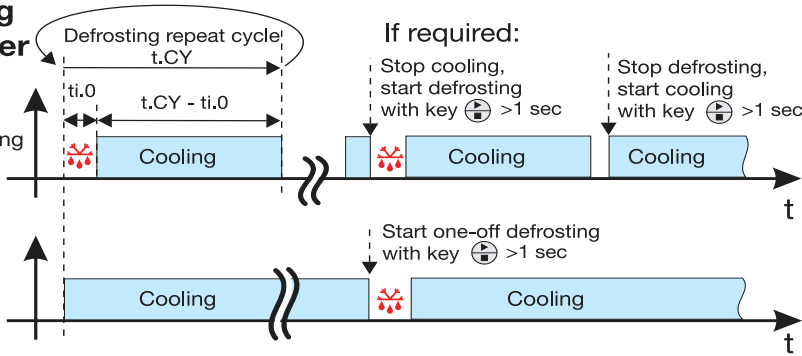 Defrosting repeat cycle
t.CY
If required:
ti.0
t.CY - ti.0
Stop cooling,
start defrosting
with key >1 sec
Stop defrosting,
start cooling
with key >1 sec
Cooling
Cooling
Cooling
t
Start one-off defrosting
with key >1 sec
Cooling
Cooling
t